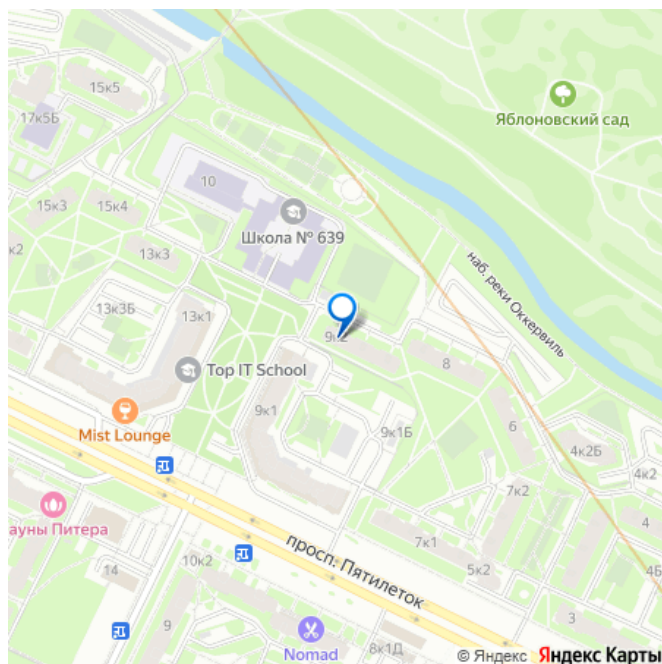 15к5
17к5Б
Яблоновский сад
10
15к3
15к4
Школа № 639
к2
13к3
наб. реки Оккервиль
13к3Б
13к1
9к2
8
Top IT School
9к1
6
Mist Lounge
9к1Б
4к2Б
4к2
7к2
ауны Питера
4
7к1
просп. Пятилеток
5к2
10к2
14
4Б
9
3
Nomad
8к1Д
© Яндекс Яндекс Карты